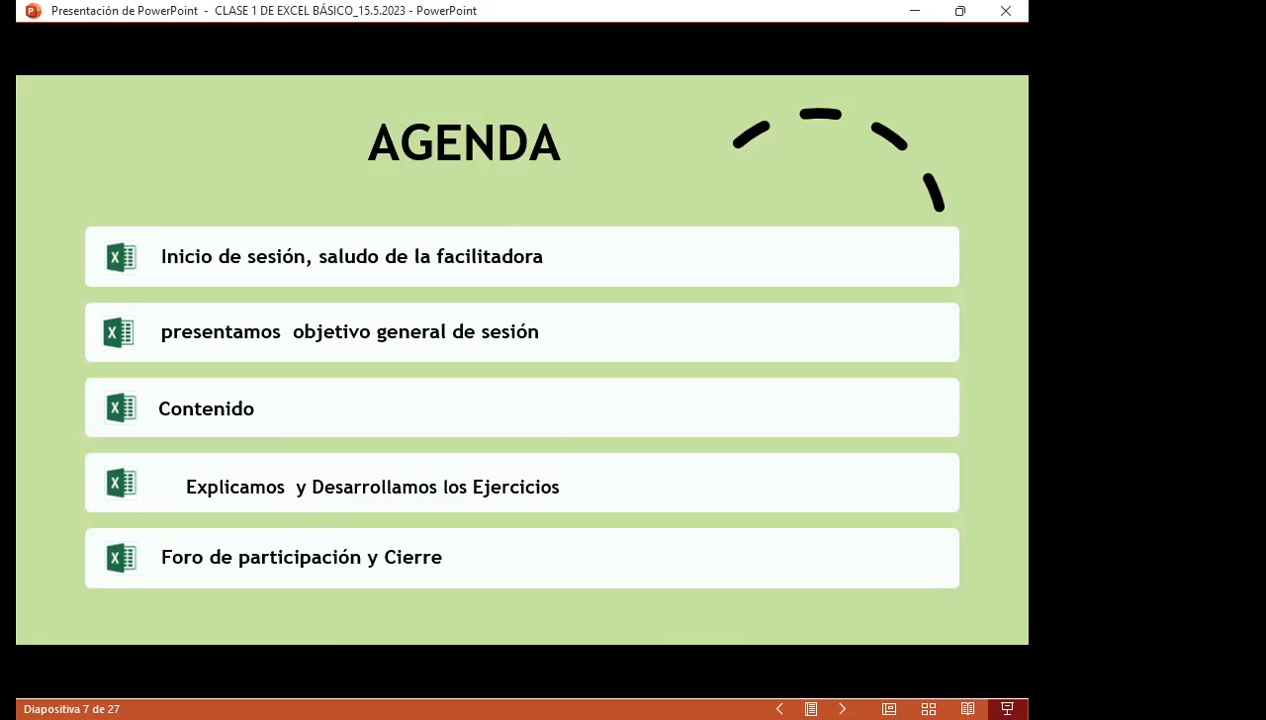 Presentación de PowerPoint - CLASE 1 DE EXCEL BÁSICO_15.5.2023 - PowerPoint
AGENDA
Inicio de sesión, saludo de la facilitadora
presentamos objetivo general de sesión
Contenido
Explicamos y Desarrollamos los Ejercicios
Foro de participación y Cierre
Diapositiva 7 de 27